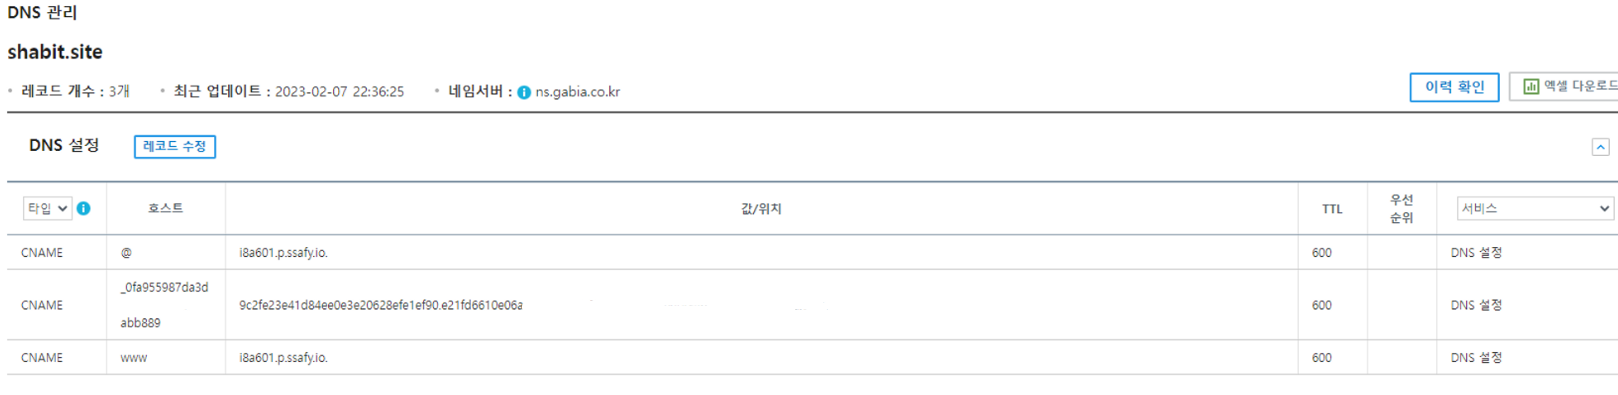 DNS 관리
shabit.site
• 레코드 개수 : 3개 • 최근 업데이트 : 2023-02-07 22:36:25 • 네임서버 : ns.gabia.co.kr 이력 확인 엑셀 다운로드
DNS 설정 레코드 수정
타입 호스트 값/위치 TTL 우선 순위 서비스
CNAME @ i8a601.p.ssafy.io. 600 DNS 설정
CNAME _0fa955987da3d abb889 9c2fe23e41d84ee0e3e20628efe1ef90.e21fd6610e06a 600 DNS 설정
CNAME www i8a601.p.ssafy.io. 600 DNS 설정